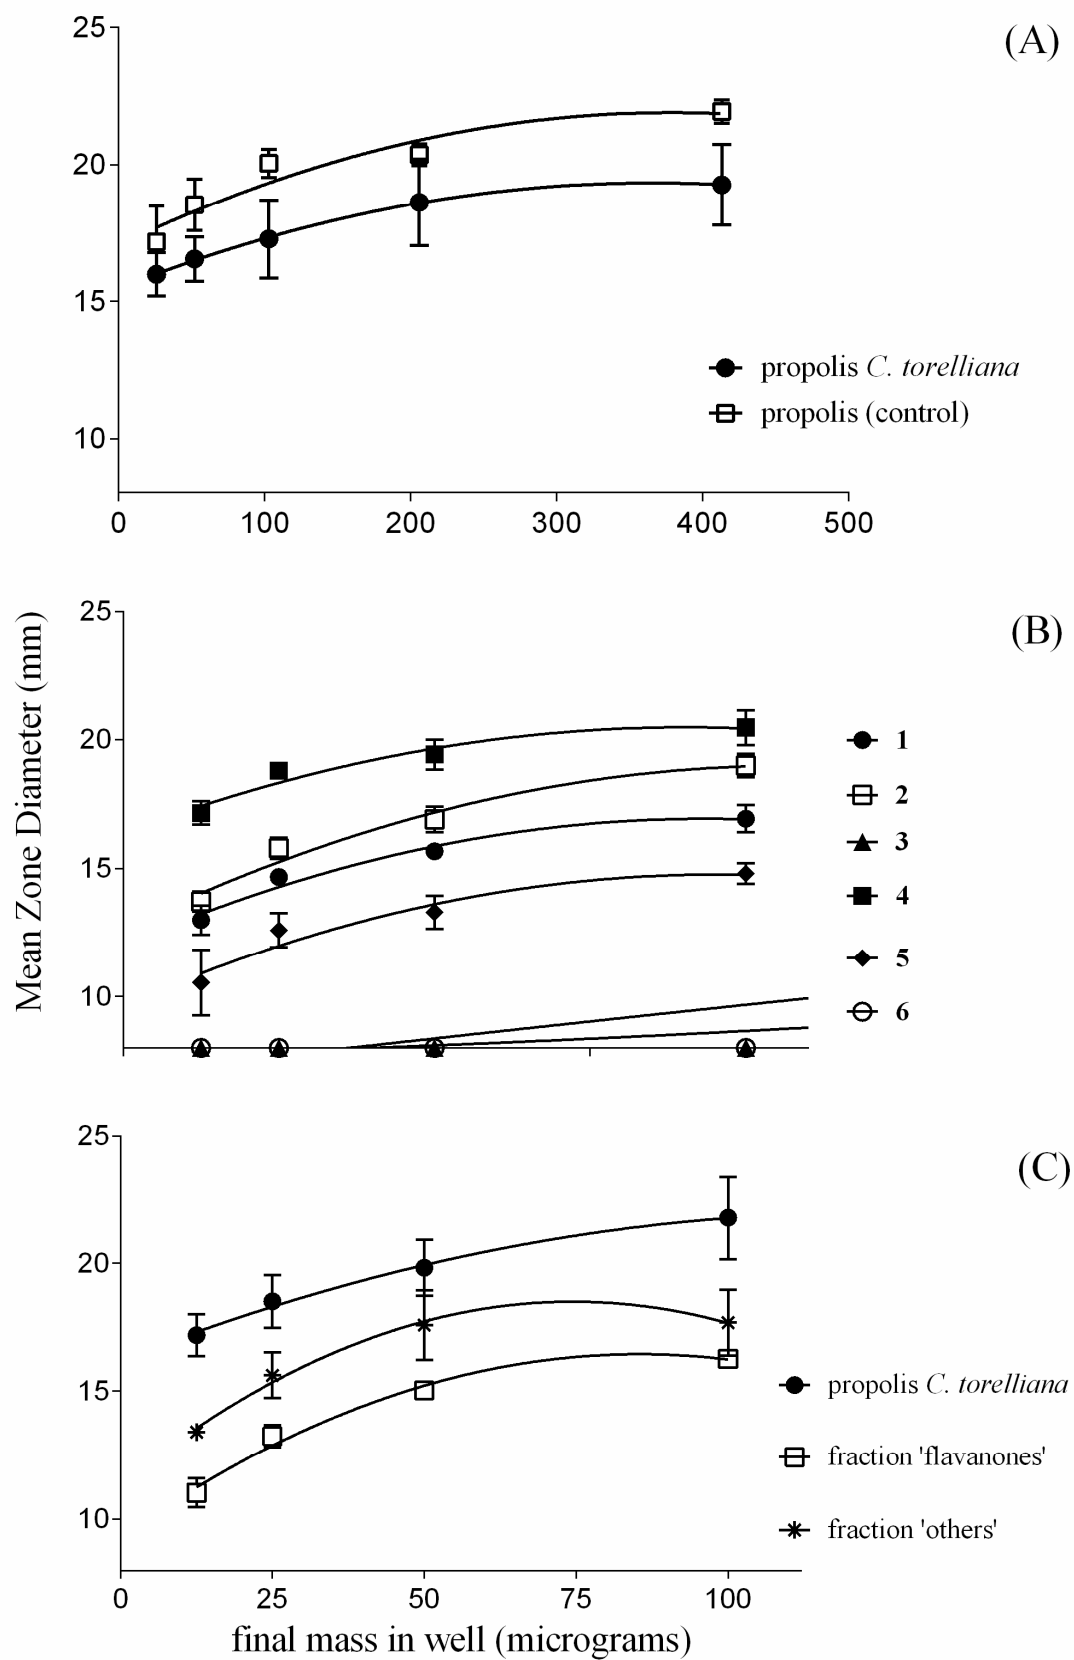 (A)
25
20
15
10
propolis C. torelliana
propolis (control)
0 100 200 300 400 500
Mean Zone Diameter (mm)
(B)
25
20
15
10
1
2
3
4
5
6
(C)
25
20
15
10
propolis C. torelliana
fraction 'flavanones'
fraction 'others'
0 25 50 75 100
final mass in well (micrograms)